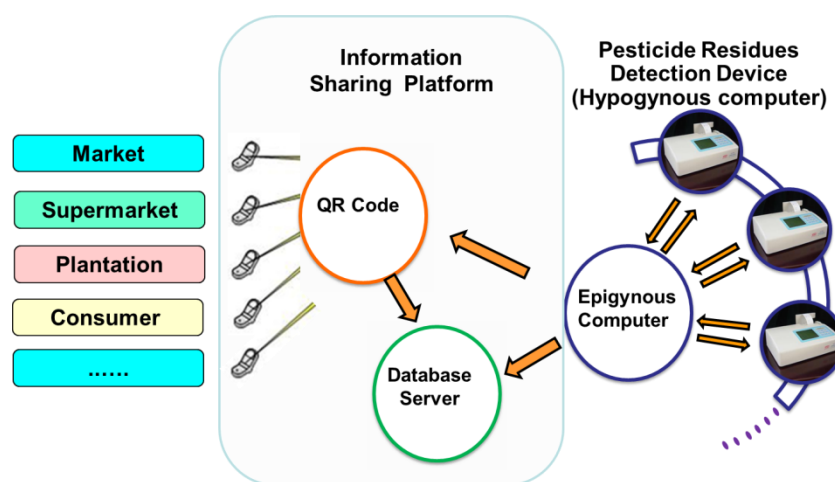 Information
Sharing Platform
Pesticide Residues
Detection Device
(Hypogynous computer)
Market
Supermarket
Plantation
Consumer
......
QR Code
Database
Server
Epigynous
Computer